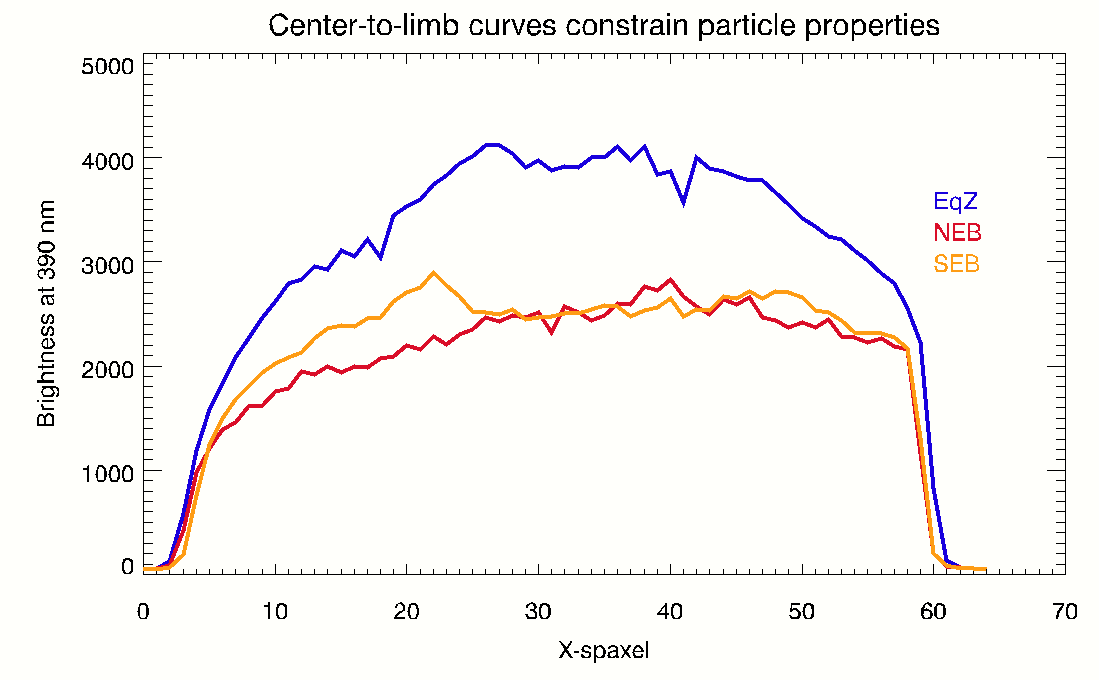 Center-to-limb curves constrain particle properties
5000
4000
3000
2000
1000
0
Brightness at 390 nm
EqZ
NEB
SEB
0 10 20 30 40 50 60 70
X-spaxel